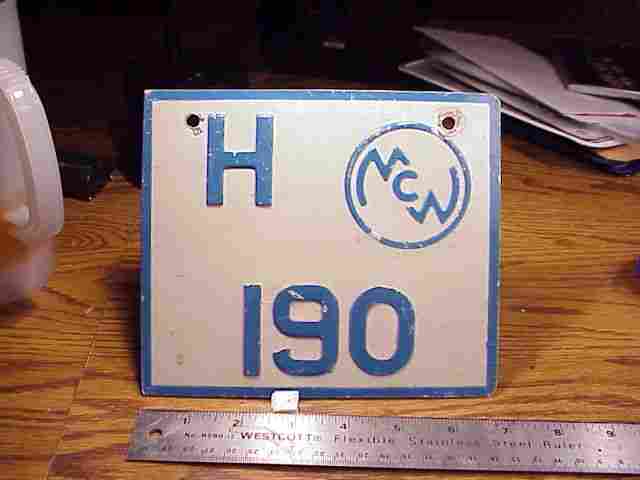 H
MCW
190
1 2 3 4 5 6 7 8 9
WESTCOTT® Flexible Stainless Steel Ruler